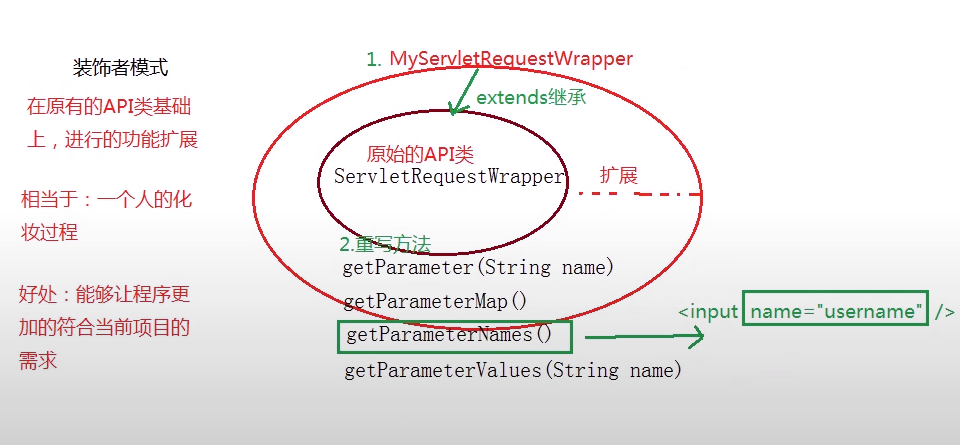 装饰者模式
在原有的API类基础
上，进行的功能扩展
相当于：一个人的化
妆过程
好处：能够让程序更
加的符合当前项目的
需求
1. MyServletRequestWrapper
extends继承
原始的API类
ServletRequestWrapper
扩展
2.重写方法
getParameter(String name)
getParameterMap()
getParameterNames()
getParameterValues(String name)
<input name="username" />